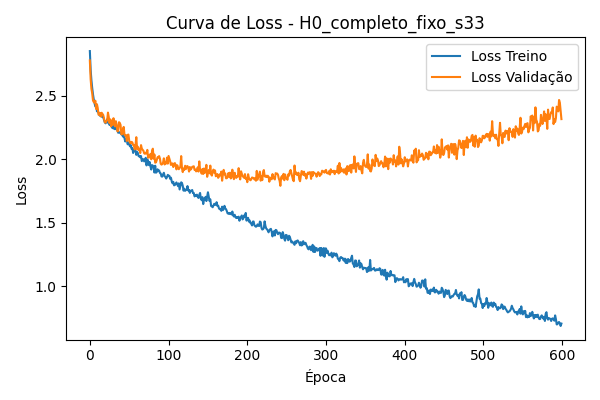 Curva de Loss - H0_completo_fixo_s33
Loss Treino
Loss Validação
Loss
2.5
2.0
1.5
1.0
0
100
200
300
400
500
600
Época